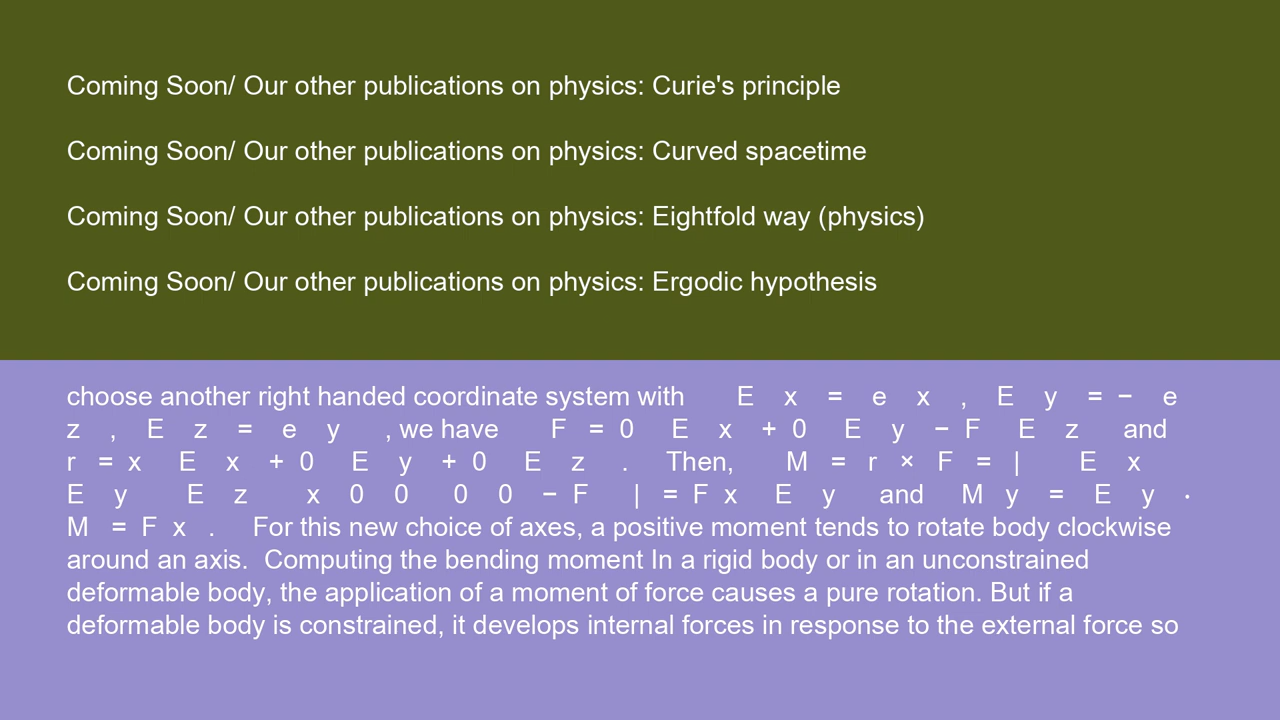 Coming Soon/ Our other publications on physics: Curie's principle
Coming Soon/ Our other publications on physics: Curved spacetime
Coming Soon/ Our other publications on physics: Eightfold way (physics)
Coming Soon/ Our other publications on physics: Ergodic hypothesis
choose another right handed coordinate system with E x = e x , E y = − e
z , E z = e y , we have F = 0 E x + 0 E y − F E z and
r = x E x + 0 E y + 0 E z . Then, M = r × F = | E x
E y E z x 0 0 0 0 − F | = F x E y and M y = E y ⋅
M = F x . For this new choice of axes, a positive moment tends to rotate body clockwise
around an axis. Computing the bending moment In a rigid body or in an unconstrained
deformable body, the application of a moment of force causes a pure rotation. But if a
deformable body is constrained, it develops internal forces in response to the external force so